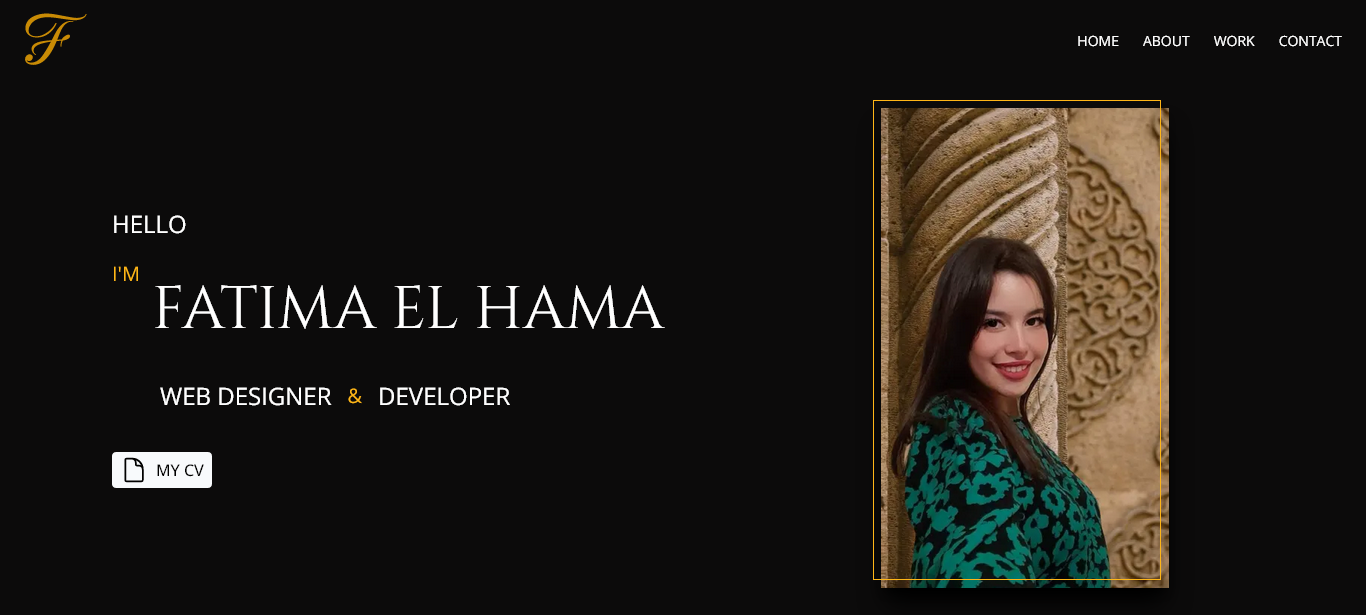 F
HOME ABOUT WORK CONTACT
HELLO
I'M
FATIMA EL HAMA
WEB DESIGNER & DEVELOPER
MY CV